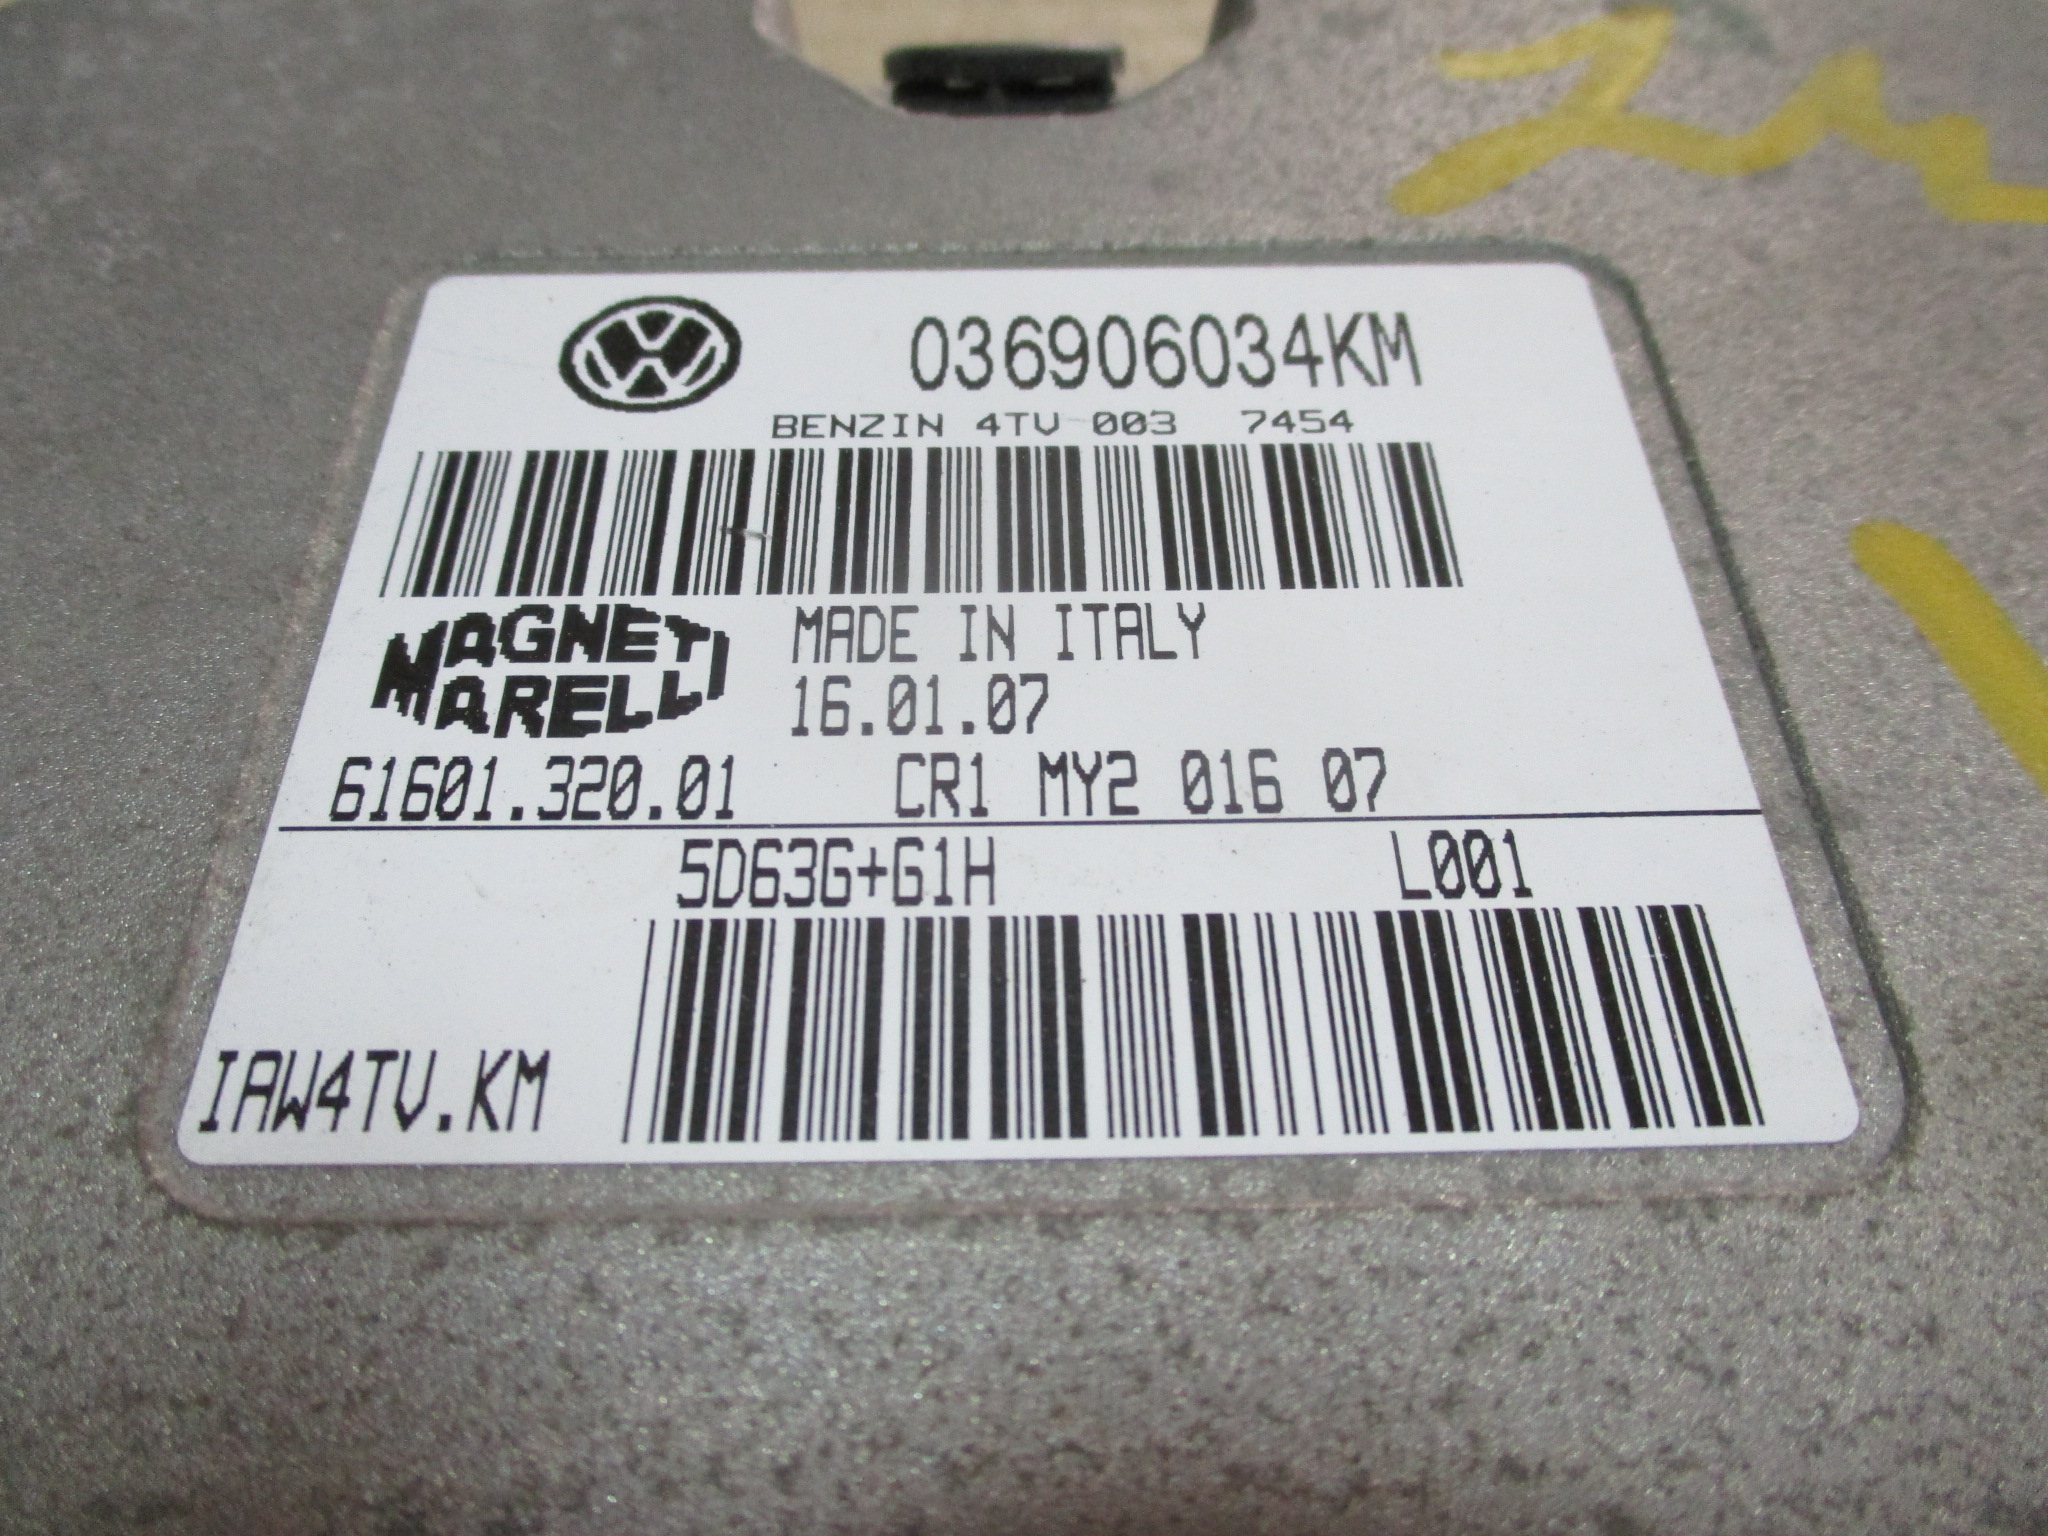 036906034KM
BENZIN 4TV 003 7454
MAGNETI MARELLI
MADE IN ITALY
16.01.07
61601.320.01 CR1 MY2 016 07
5D63G+G1H L001
IAW4TV.KM